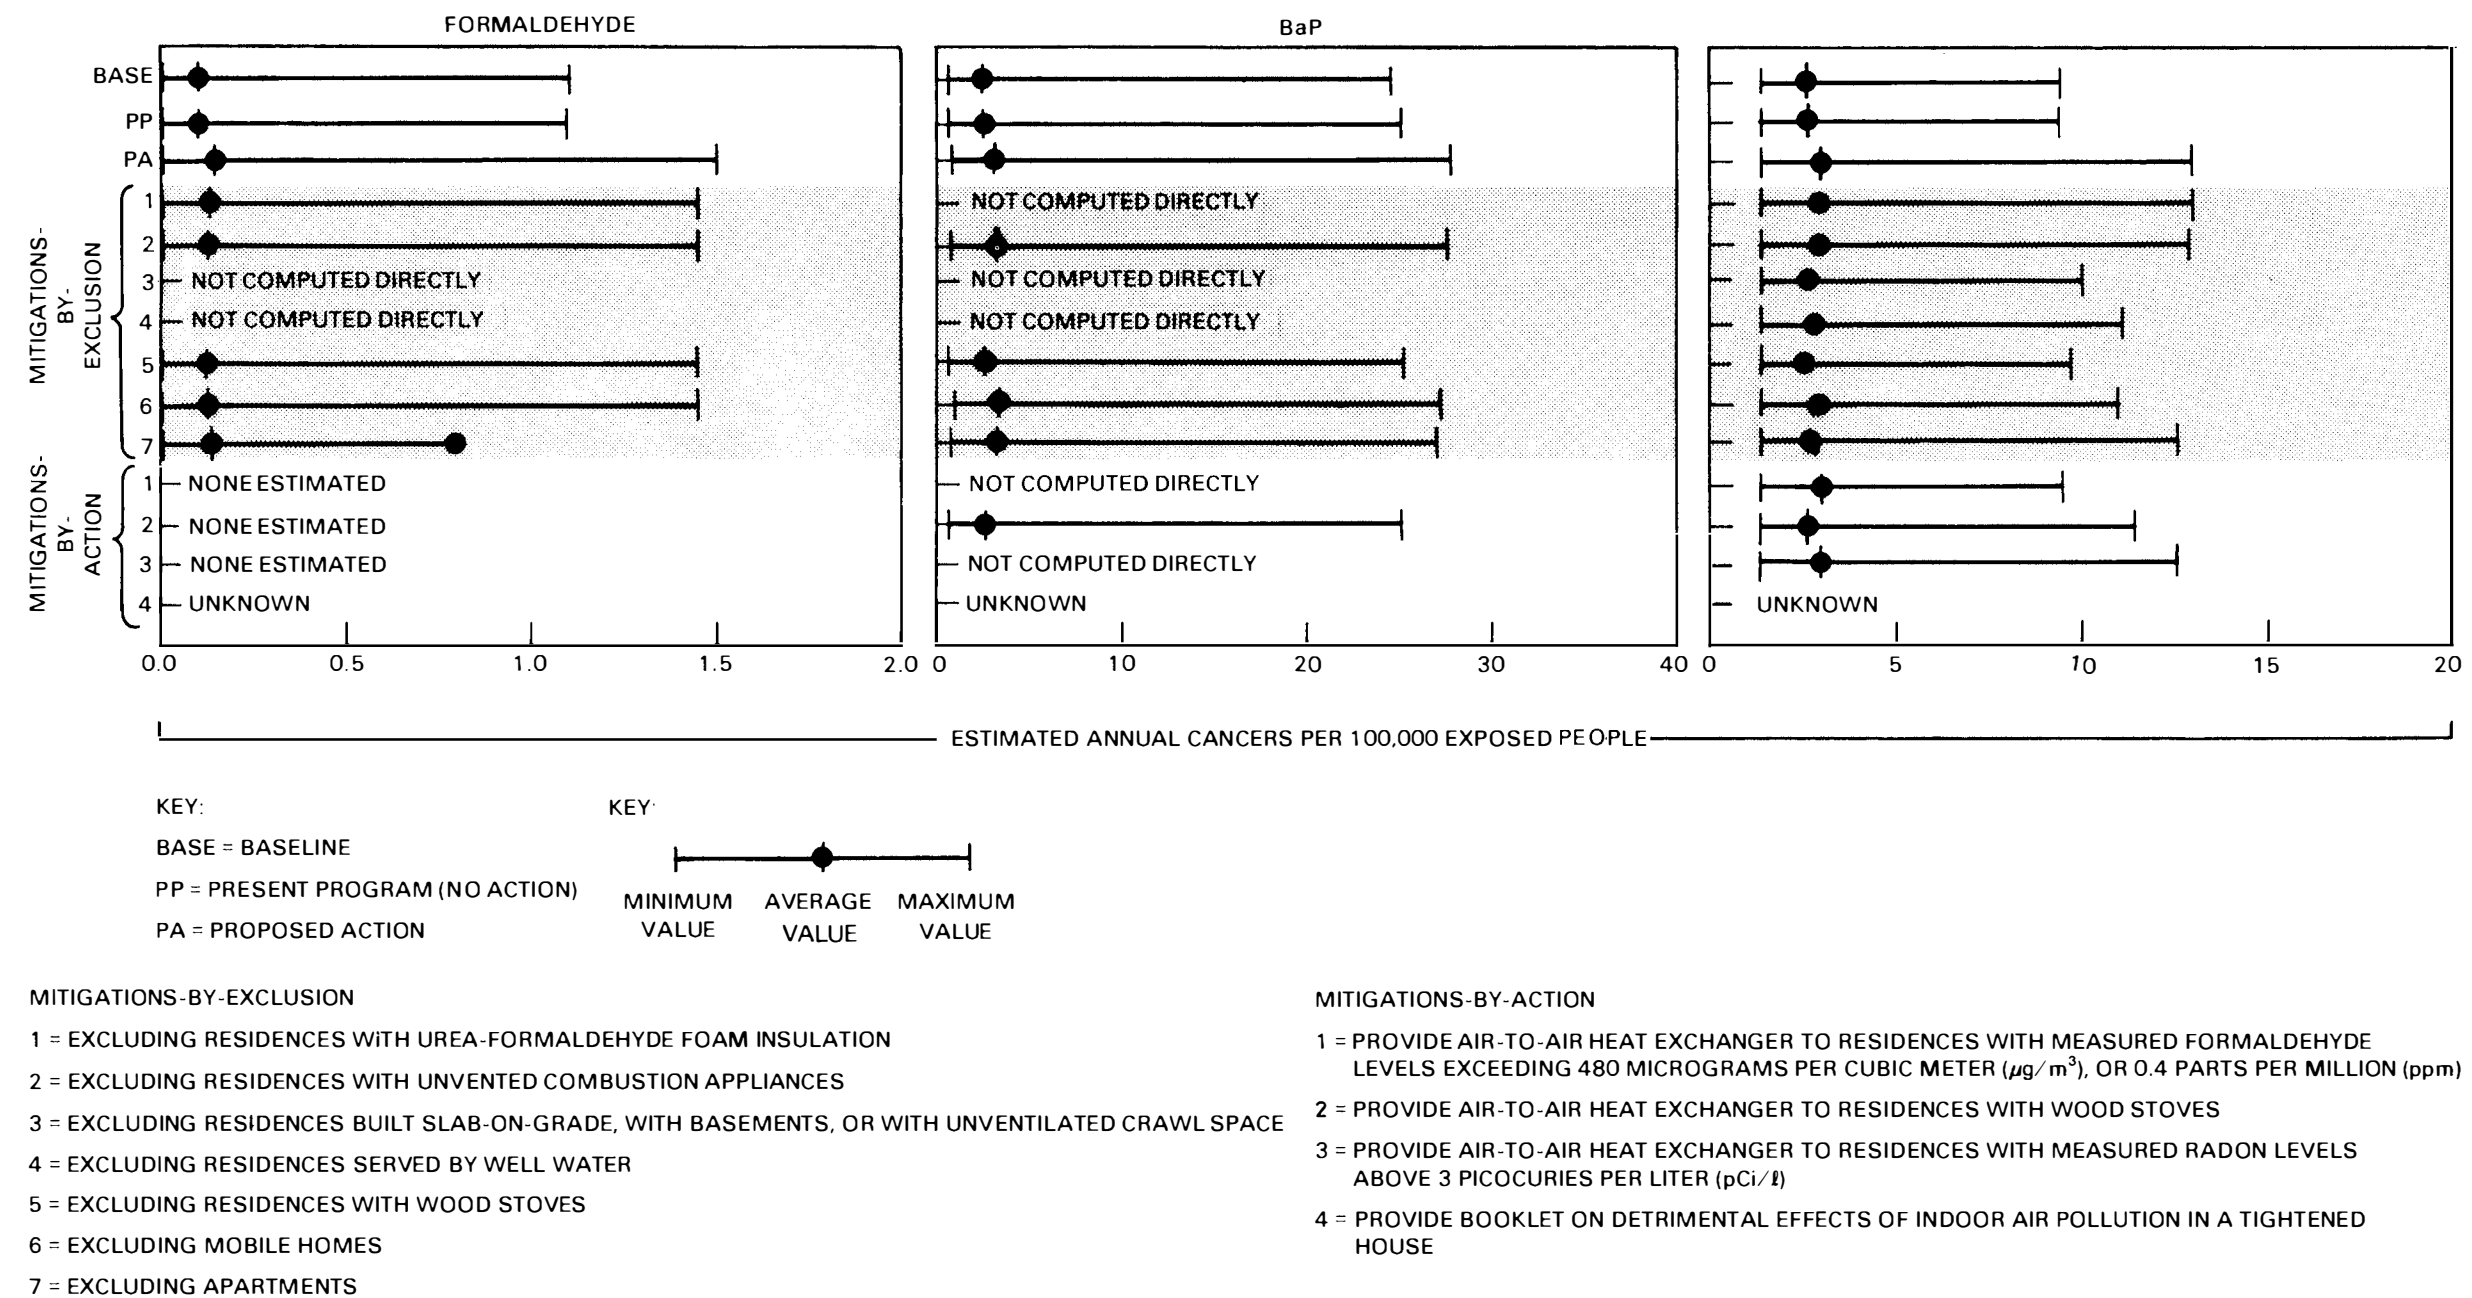 FORMALDEHYDE
BaP
BASE
PP
PA
MITIGATIONS-
BY-
EXCLUSION
1
NOT COMPUTED DIRECTLY
2
3
NOT COMPUTED DIRECTLY
NOT COMPUTED DIRECTLY
4
NOT COMPUTED DIRECTLY
NOT COMPUTED DIRECTLY
5
6
7
MITIGATIONS-
BY-
ACTION
1
NONE ESTIMATED
NOT COMPUTED DIRECTLY
2
NONE ESTIMATED
3
NONE ESTIMATED
NOT COMPUTED DIRECTLY
4
UNKNOWN
UNKNOWN
UNKNOWN
0.0 0.5 1.0 1.5 2.0
0 10 20 30 40
0 5 10 15 20
ESTIMATED ANNUAL CANCERS PER 100,000 EXPOSED PEOPLE
KEY:
BASE = BASELINE
PP = PRESENT PROGRAM (NO ACTION)
PA = PROPOSED ACTION
KEY:
MINIMUM VALUE
AVERAGE VALUE
MAXIMUM VALUE
MITIGATIONS-BY-EXCLUSION
1 = EXCLUDING RESIDENCES WITH UREA-FORMALDEHYDE FOAM INSULATION
2 = EXCLUDING RESIDENCES WITH UNVENTED COMBUSTION APPLIANCES
3 = EXCLUDING RESIDENCES BUILT SLAB-ON-GRADE, WITH BASEMENTS, OR WITH UNVENTILATED CRAWL SPACE
4 = EXCLUDING RESIDENCES SERVED BY WELL WATER
5 = EXCLUDING RESIDENCES WITH WOOD STOVES
6 = EXCLUDING MOBILE HOMES
7 = EXCLUDING APARTMENTS
MITIGATIONS-BY-ACTION
1 = PROVIDE AIR-TO-AIR HEAT EXCHANGER TO RESIDENCES WITH MEASURED FORMALDEHYDE
LEVELS EXCEEDING 480 MICROGRAMS PER CUBIC METER (µg/m³), OR 0.4 PARTS PER MILLION (ppm)
2 = PROVIDE AIR-TO-AIR HEAT EXCHANGER TO RESIDENCES WITH WOOD STOVES
3 = PROVIDE AIR-TO-AIR HEAT EXCHANGER TO RESIDENCES WITH MEASURED RADON LEVELS
ABOVE 3 PICOCURIES PER LITER (pCi/ℓ)
4 = PROVIDE BOOKLET ON DETRIMENTAL EFFECTS OF INDOOR AIR POLLUTION IN A TIGHTENED
HOUSE